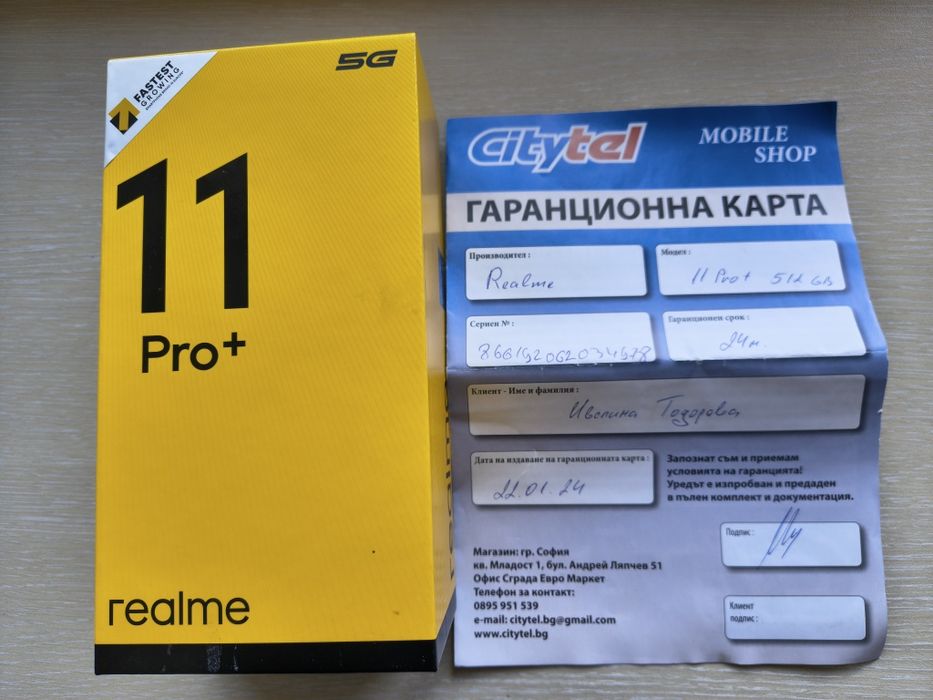 5G
FASTEST
GROWING
11
Pro+
realme
Citytel
MOBILE
SHOP
ГАРАНЦИОННА КАРТА
Производител :
Realme
Модел :
11 Pro+ 512 GB
Сериен № :
Гаранционен срок :
24м.
Клиент - Име и фамилия :
Ивелина Тодорова
Дата на издаване на гаранционната карта :
22.01.24
Запознат съм и приемам
условията на гаранцията!
Уредът е изпробван и предаден
в пълен комплект и документация.
Подпис :
Магазин: гр. София
кв. Младост 1, бул. Андрей Ляпчев 51
Офис Сграда Евро Маркет
Телефон за контакт:
0895 951 539
e-mail: citytel.bg@gmail.com
www.citytel.bg
Клиент
подпис :